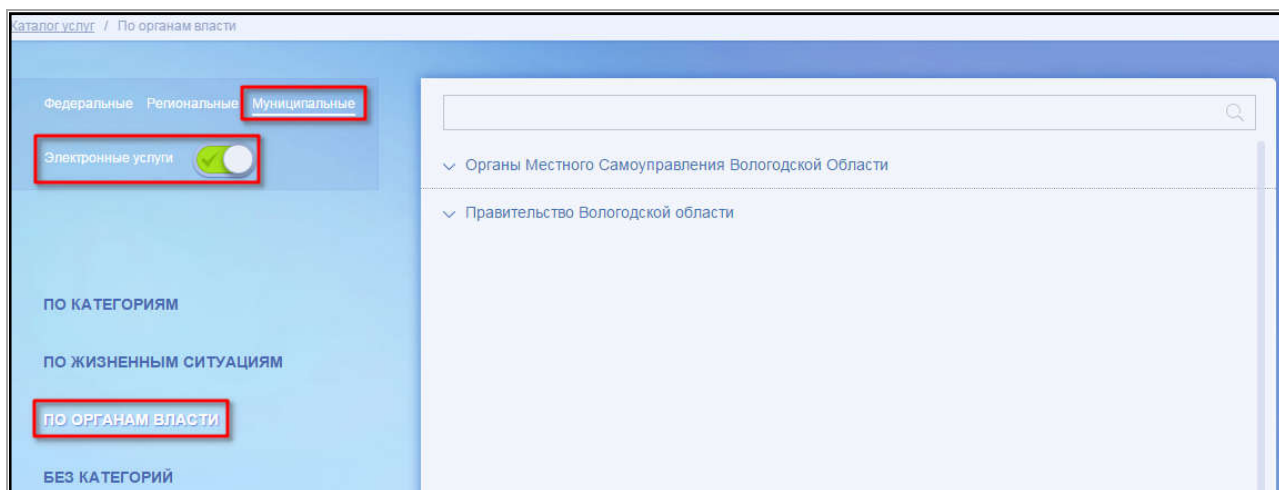 Каталог услуг / По органам власти
Федеральные Региональные Муниципальные
Электронные услуги
Органы Местного Самоуправления Вологодской Области
Правительство Вологодской области
ПО КАТЕГОРИЯМ
ПО ЖИЗНЕННЫМ СИТУАЦИЯМ
ПО ОРГАНАМ ВЛАСТИ
БЕЗ КАТЕГОРИЙ